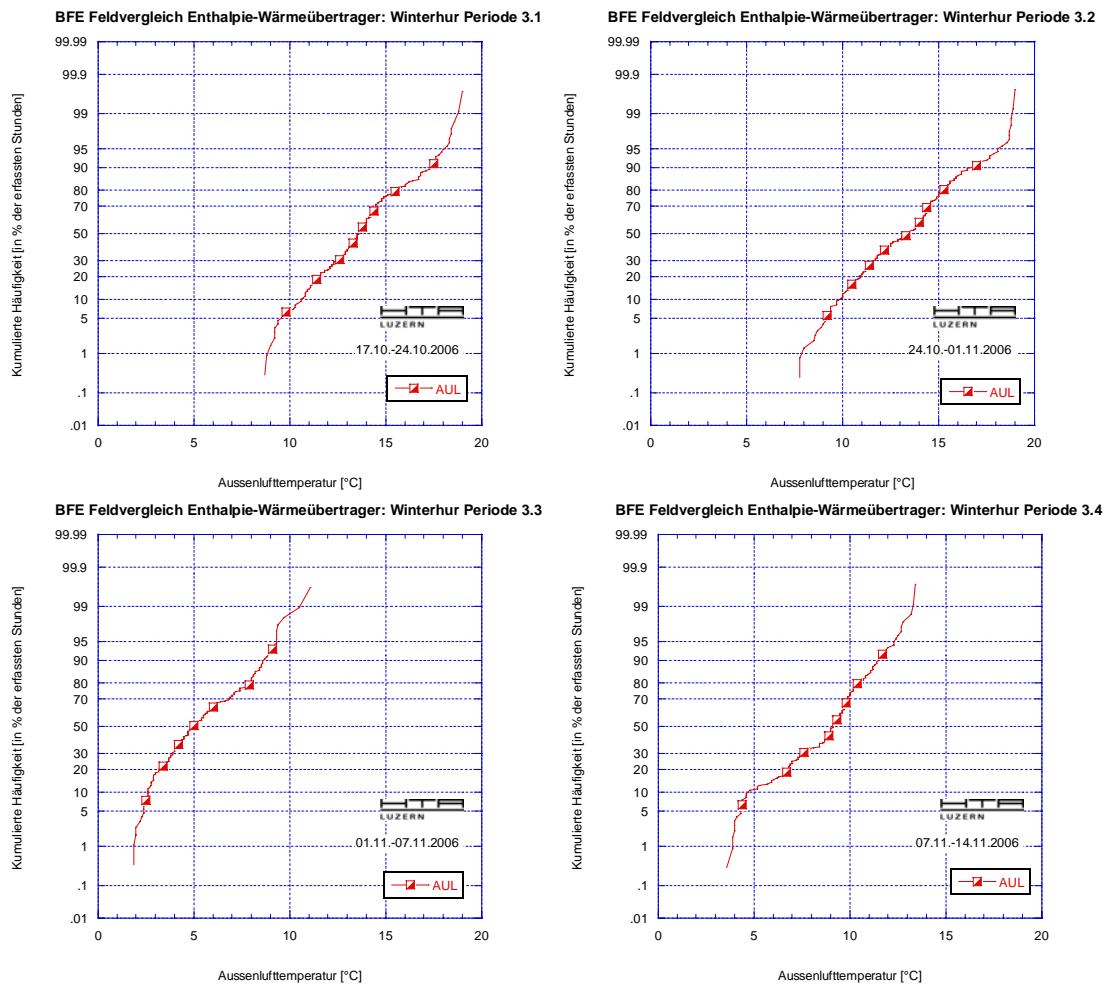 BFE Feldvergleich Enthalpie-Wärmeübertrager: Winterhur Periode 3.1
99.99
99.9
99
95
90
80
70
50
30
20
10
5
1
.1
.01
Kumulierte Häufigkeit [in % der erfassten Stunden]
HTA
LUZERN
17.10.-24.10.2006
AUL
0 5 10 15 20
Aussenlufttemperatur [°C]
BFE Feldvergleich Enthalpie-Wärmeübertrager: Winterhur Periode 3.2
99.99
99.9
99
95
90
80
70
50
30
20
10
5
1
.1
.01
Kumulierte Häufigkeit [in % der erfassten Stunden]
HTA
LUZERN
24.10.-01.11.2006
AUL
0 5 10 15 20
Aussenlufttemperatur [°C]
BFE Feldvergleich Enthalpie-Wärmeübertrager: Winterhur Periode 3.3
99.99
99.9
99
95
90
80
70
50
30
20
10
5
1
.1
.01
Kumulierte Häufigkeit [in % der erfassten Stunden]
HTA
LUZERN
01.11.-07.11.2006
AUL
0 5 10 15 20
Aussenlufttemperatur [°C]
BFE Feldvergleich Enthalpie-Wärmeübertrager: Winterhur Periode 3.4
99.99
99.9
99
95
90
80
70
50
30
20
10
5
1
.1
.01
Kumulierte Häufigkeit [in % der erfassten Stunden]
HTA
LUZERN
07.11.-14.11.2006
AUL
0 5 10 15 20
Aussenlufttemperatur [°C]